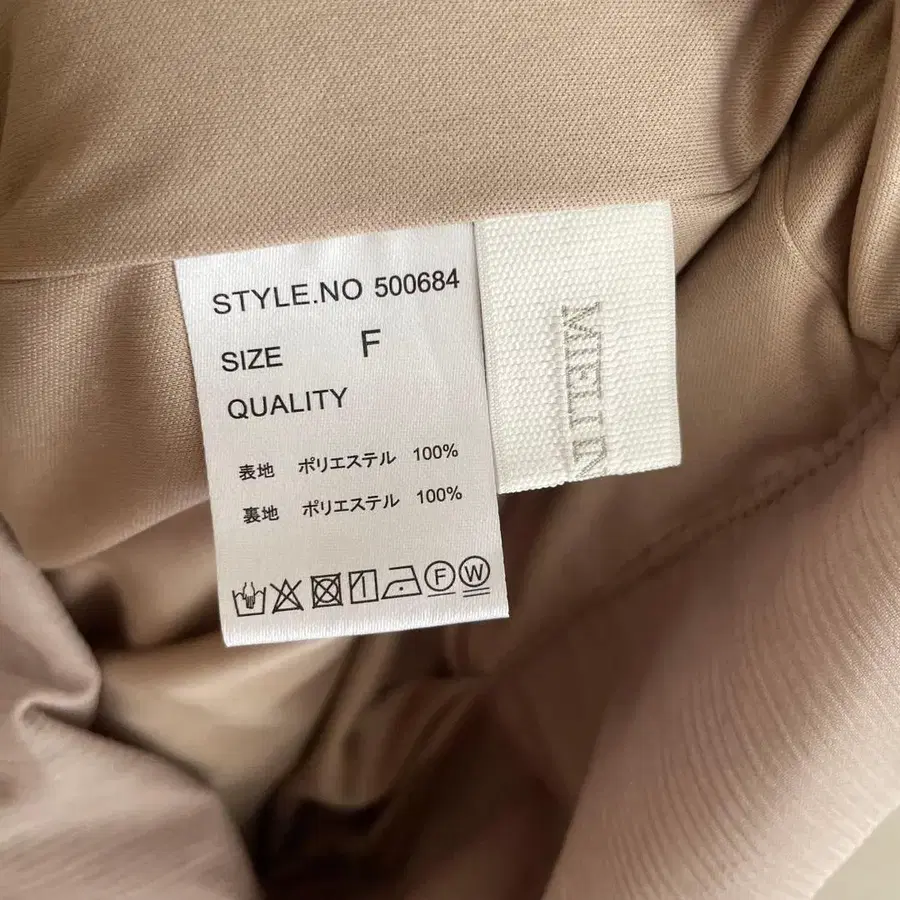 STYLE.NO 500684
SIZE F
QUALITY
表地 ポリエステル 100%
裏地 ポリエステル 100%
F W